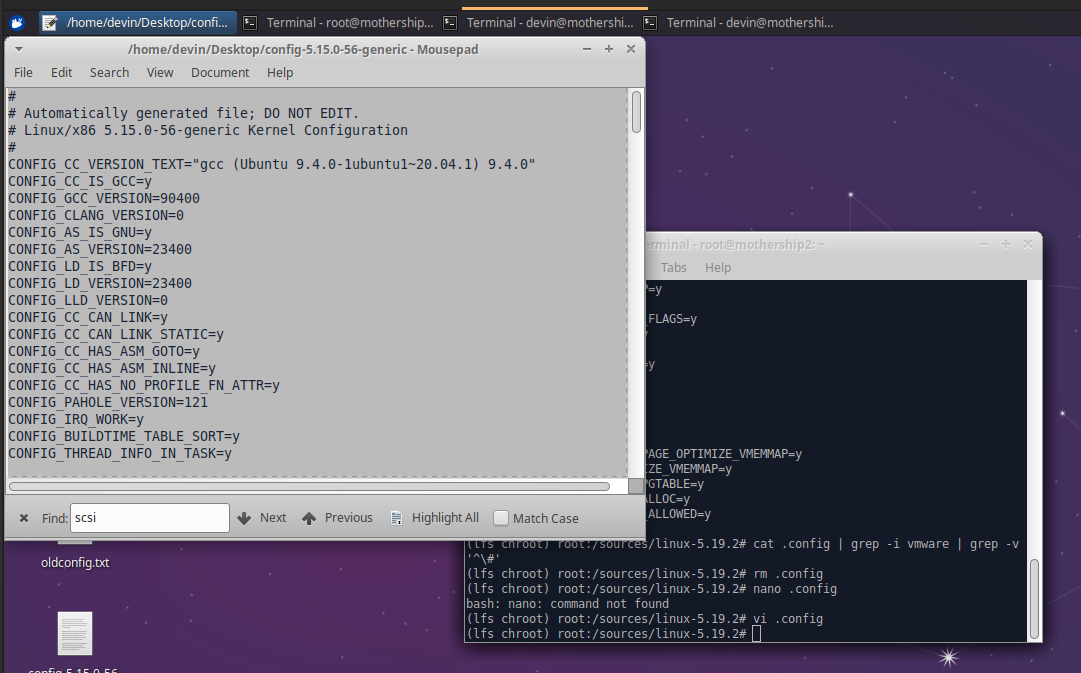 /home/devin/Desktop/confi...
Terminal - root@mothership...
Terminal - devin@mothershi...
Terminal - devin@mothershi...
/home/devin/Desktop/config-5.15.0-56-generic - Mousepad
File Edit Search View Document Help
#
# Automatically generated file; DO NOT EDIT.
# Linux/x86 5.15.0-56-generic Kernel Configuration
#
CONFIG_CC_VERSION_TEXT="gcc (Ubuntu 9.4.0-1ubuntu1~20.04.1) 9.4.0"
CONFIG_CC_IS_GCC=y
CONFIG_GCC_VERSION=90400
CONFIG_CLANG_VERSION=0
CONFIG_AS_IS_GNU=y
CONFIG_AS_VERSION=23400
CONFIG_LD_IS_BFD=y
CONFIG_LD_VERSION=23400
CONFIG_LLD_VERSION=0
CONFIG_CC_CAN_LINK=y
CONFIG_CC_CAN_LINK_STATIC=y
CONFIG_CC_HAS_ASM_GOTO=y
CONFIG_CC_HAS_ASM_INLINE=y
CONFIG_CC_HAS_NO_PROFILE_FN_ATTR=y
CONFIG_PAHOLE_VERSION=121
CONFIG_IRQ_WORK=y
CONFIG_BUILDTIME_TABLE_SORT=y
CONFIG_THREAD_INFO_IN_TASK=y
Find: scsi Next Previous Highlight All Match Case
erminal - root@mothership2: ~
Tabs Help
=y
_FLAGS=y
=y
PAGE_OPTIMIZE_VMEMMAP=y
IZE_VMEMMAP=y
PGTABLE=y
ALLOC=y
_ALLOWED=y
(lfs chroot) root:/sources/linux-5.19.2# cat .config | grep -i vmware | grep -v
'^\#'
(lfs chroot) root:/sources/linux-5.19.2# rm .config
(lfs chroot) root:/sources/linux-5.19.2# nano .config
bash: nano: command not found
(lfs chroot) root:/sources/linux-5.19.2# vi .config
(lfs chroot) root:/sources/linux-5.19.2#
oldconfig.txt
config-5.15.0-56